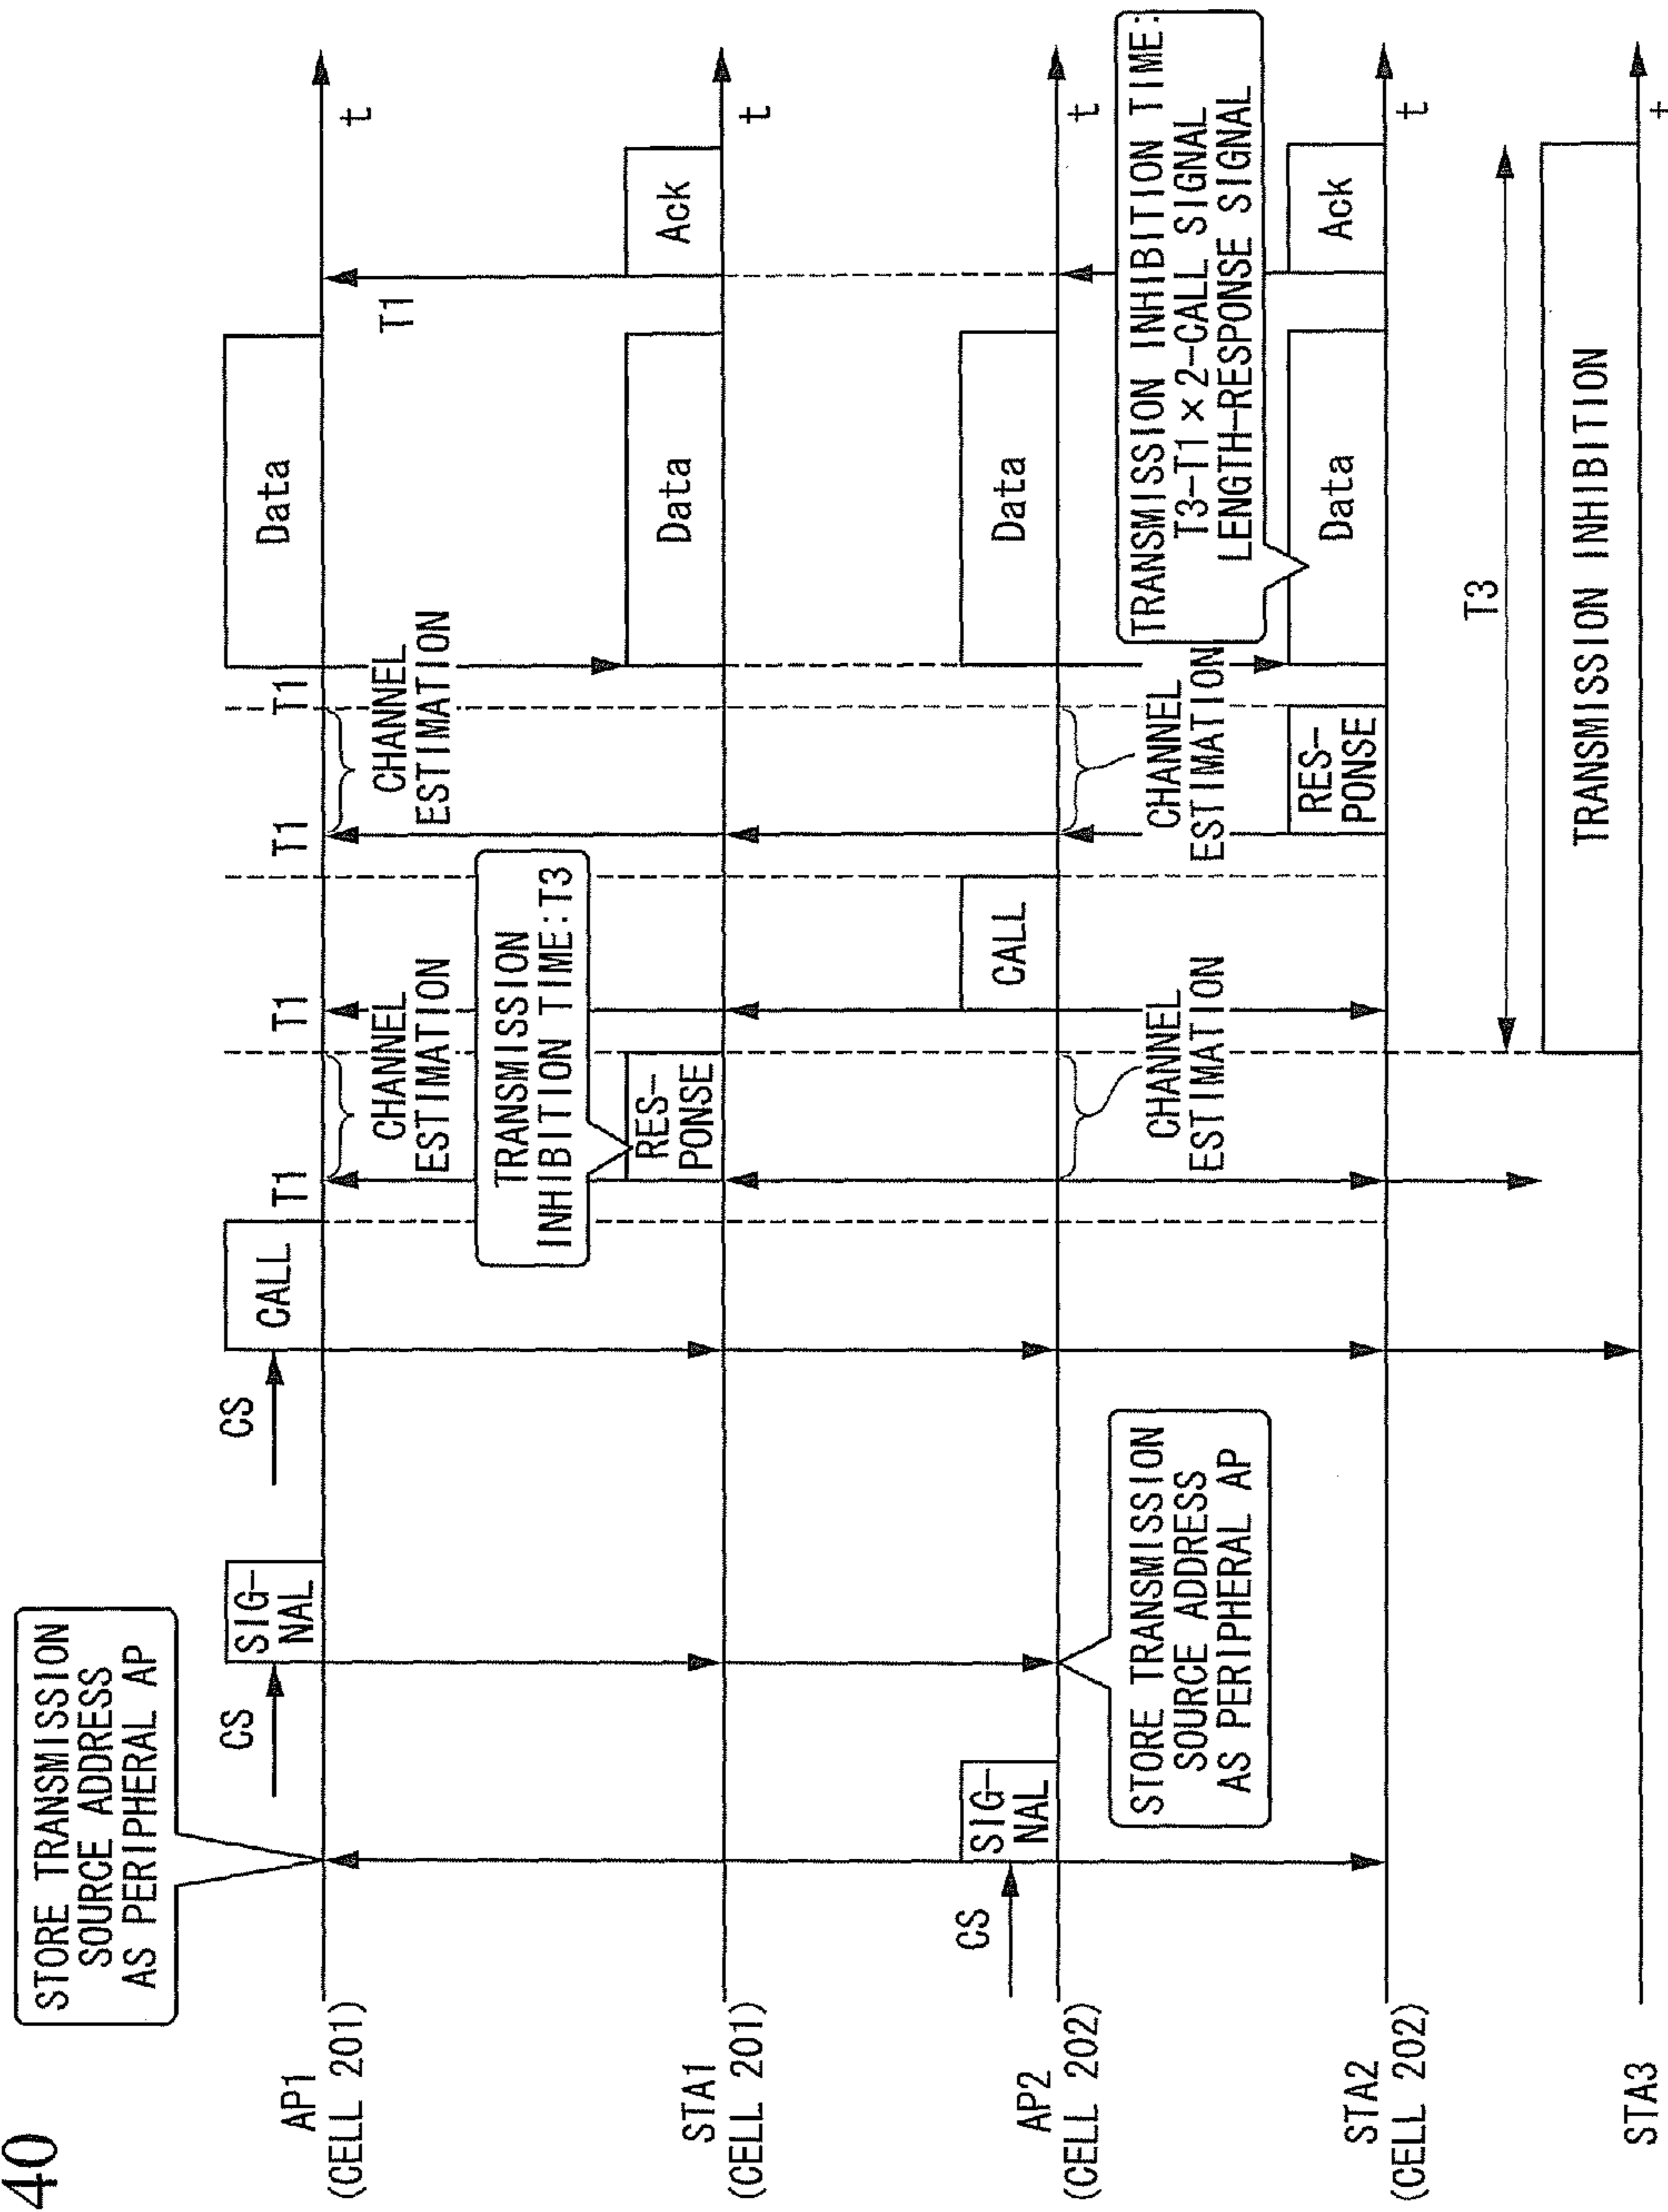 40
STORE TRANSMISSION
SOURCE ADDRESS
AS PERIPHERAL AP
AP1
(CELL 201)
CS
SIG-
NAL
CS
CALL
T1
T1
T1
T1
Data
t
CHANNEL
ESTIMATION
CHANNEL
ESTIMATION
T1
TRANSMISSION
INHIBITION TIME:T3
STA1
(CELL 201)
RES-
PONSE
Data
Ack
t
AP2
(CELL 202)
CS
SIG-
NAL
CALL
Data
t
STORE TRANSMISSION
SOURCE ADDRESS
AS PERIPHERAL AP
CHANNEL
ESTIMATION
CHANNEL
ESTIMATION
TRANSMISSION INHIBITION TIME:
T3-T1×2-CALL SIGNAL
LENGTH-RESPONSE SIGNAL
STA2
(CELL 202)
RES-
PONSE
Data
Ack
t
T3
STA3
TRANSMISSION INHIBITION
t